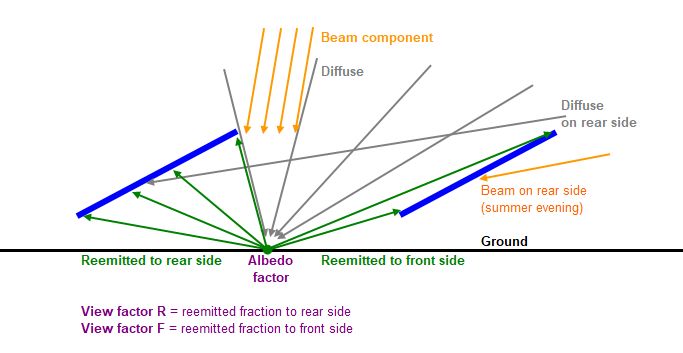 Beam component
Diffuse
Diffuse
on rear side
Beam on rear side
(summer evening)
Ground
Reemitted to rear side
Albedo
factor
Reemitted to front side
View factor R = reemitted fraction to rear side
View factor F = reemitted fraction to front side